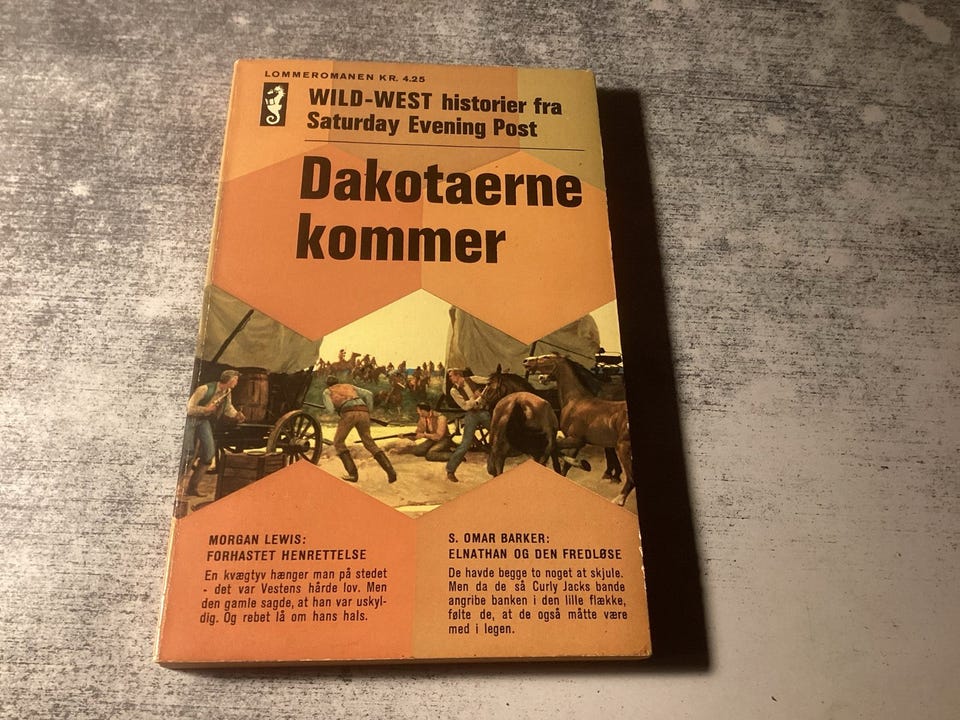 LOMMEROMANEN KR. 4.25
WILD-WEST historier fra
Saturday Evening Post
Dakotaerne
kommer
MORGAN LEWIS:
FORHASTET HENRETTELSE
En kvægtyv hænger man på stedet
- det var Vestens hårde lov. Men
den gamle sagde, at han var uskyl-
dig. Og rebet lå om hans hals.
S. OMAR BARKER:
ELNATHAN OG DEN FREDLØSE
De havde begge to noget at skjule.
Men da de så Curly Jacks bande
angribe banken i den lille flække,
følte de, at de også måtte være
med i legen.